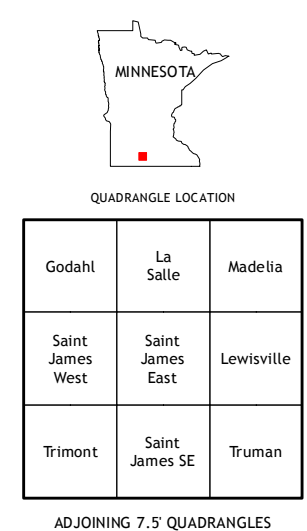 MINNESOTA
QUADRANGLE LOCATION
Godahl
La
Salle
Madelia
Saint
James
West
Saint
James
East
Lewisville
Trimont
Saint
James SE
Truman
ADJOINING 7.5' QUADRANGLES